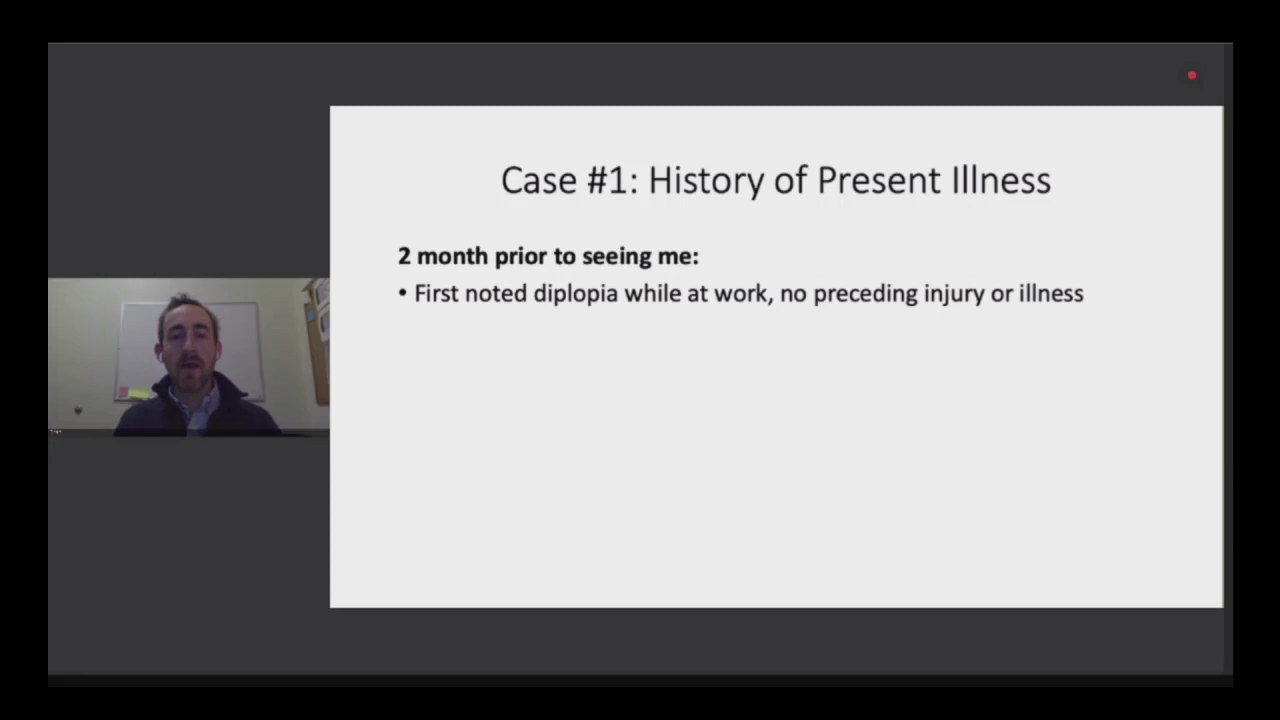 Case #1: History of Present Illness
2 month prior to seeing me:
• First noted diplopia while at work, no preceding injury or illness